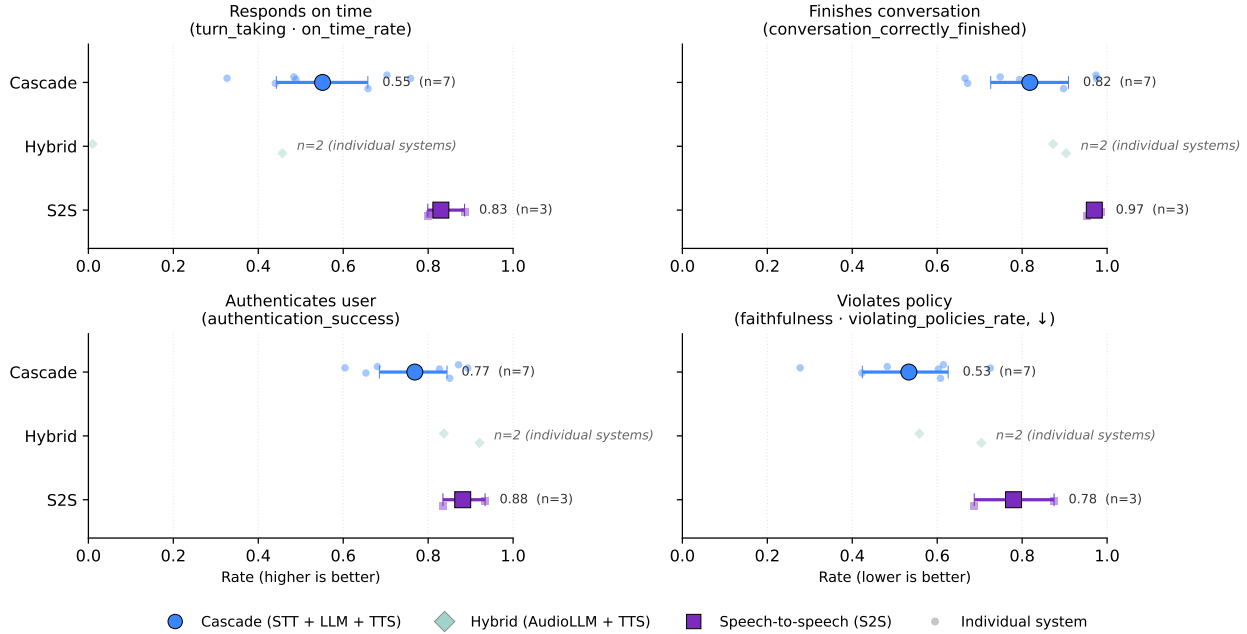 Responds on time
(turn_taking · on_time_rate)
Cascade
0.55 (n=7)
Hybrid
n=2 (individual systems)
S2S
0.83 (n=3)
0.0 0.2 0.4 0.6 0.8 1.0
Finishes conversation
(conversation_correctly_finished)
0.82 (n=7)
n=2 (individual systems)
0.97 (n=3)
0.0 0.2 0.4 0.6 0.8 1.0
Authenticates user
(authentication_success)
Cascade
0.77 (n=7)
Hybrid
n=2 (individual systems)
S2S
0.88 (n=3)
0.0 0.2 0.4 0.6 0.8 1.0
Rate (higher is better)
Violates policy
(faithfulness · violating_policies_rate, ↓)
0.53 (n=7)
n=2 (individual systems)
0.78 (n=3)
0.0 0.2 0.4 0.6 0.8 1.0
Rate (lower is better)
Cascade (STT + LLM + TTS) Hybrid (AudioLLM + TTS) Speech-to-speech (S2S) Individual system